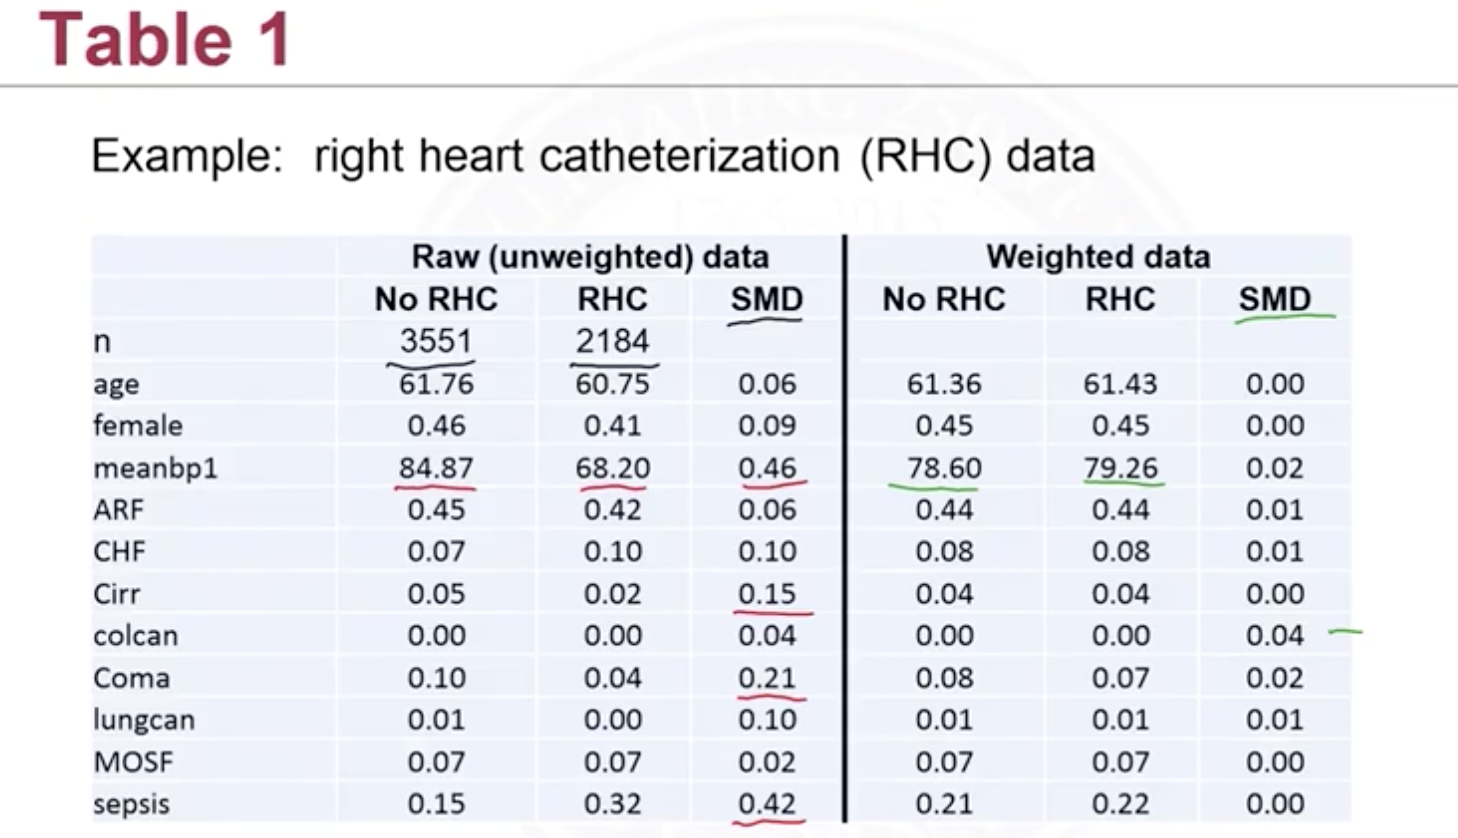 Table 1
Example: right heart catheterization (RHC) data
Raw (unweighted) data Weighted data
No RHC RHC SMD No RHC RHC SMD
n 3551 2184
age 61.76 60.75 0.06 61.36 61.43 0.00
female 0.46 0.41 0.09 0.45 0.45 0.00
meanbp1 84.87 68.20 0.46 78.60 79.26 0.02
ARF 0.45 0.42 0.06 0.44 0.44 0.01
CHF 0.07 0.10 0.10 0.08 0.08 0.01
Cirr 0.05 0.02 0.15 0.04 0.04 0.00
colcan 0.00 0.00 0.04 0.00 0.00 0.04
Coma 0.10 0.04 0.21 0.08 0.07 0.02
lungcan 0.01 0.00 0.10 0.01 0.01 0.01
MOSF 0.07 0.07 0.02 0.07 0.07 0.00
sepsis 0.15 0.32 0.42 0.21 0.22 0.00